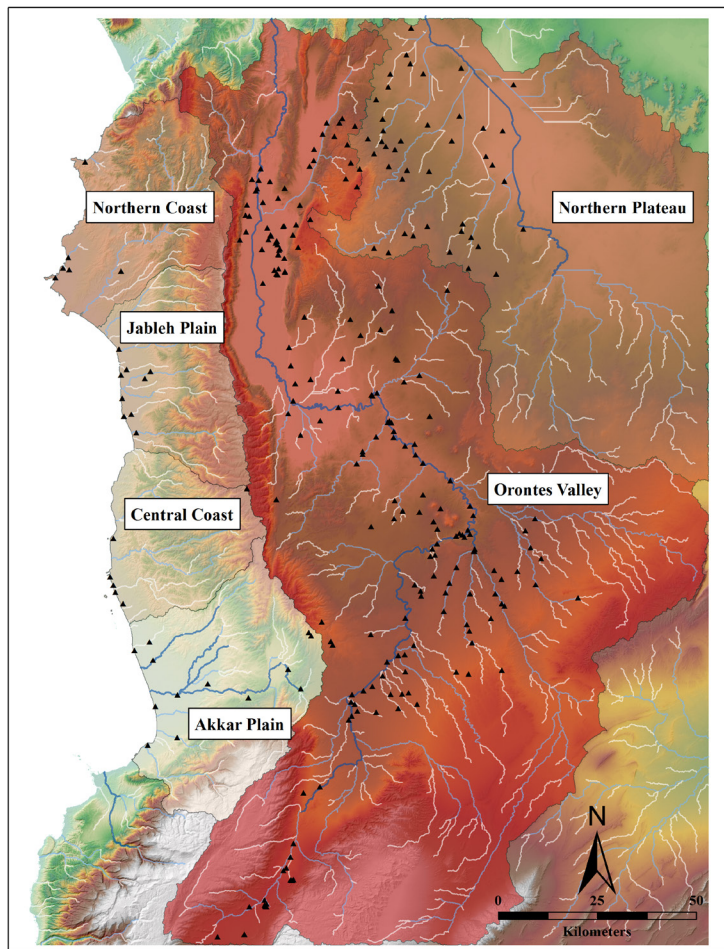 Northern Coast
Northern Plateau
Jableh Plain
Orontes Valley
Central Coast
Akkar Plain
N
0 25 50
Kilometers